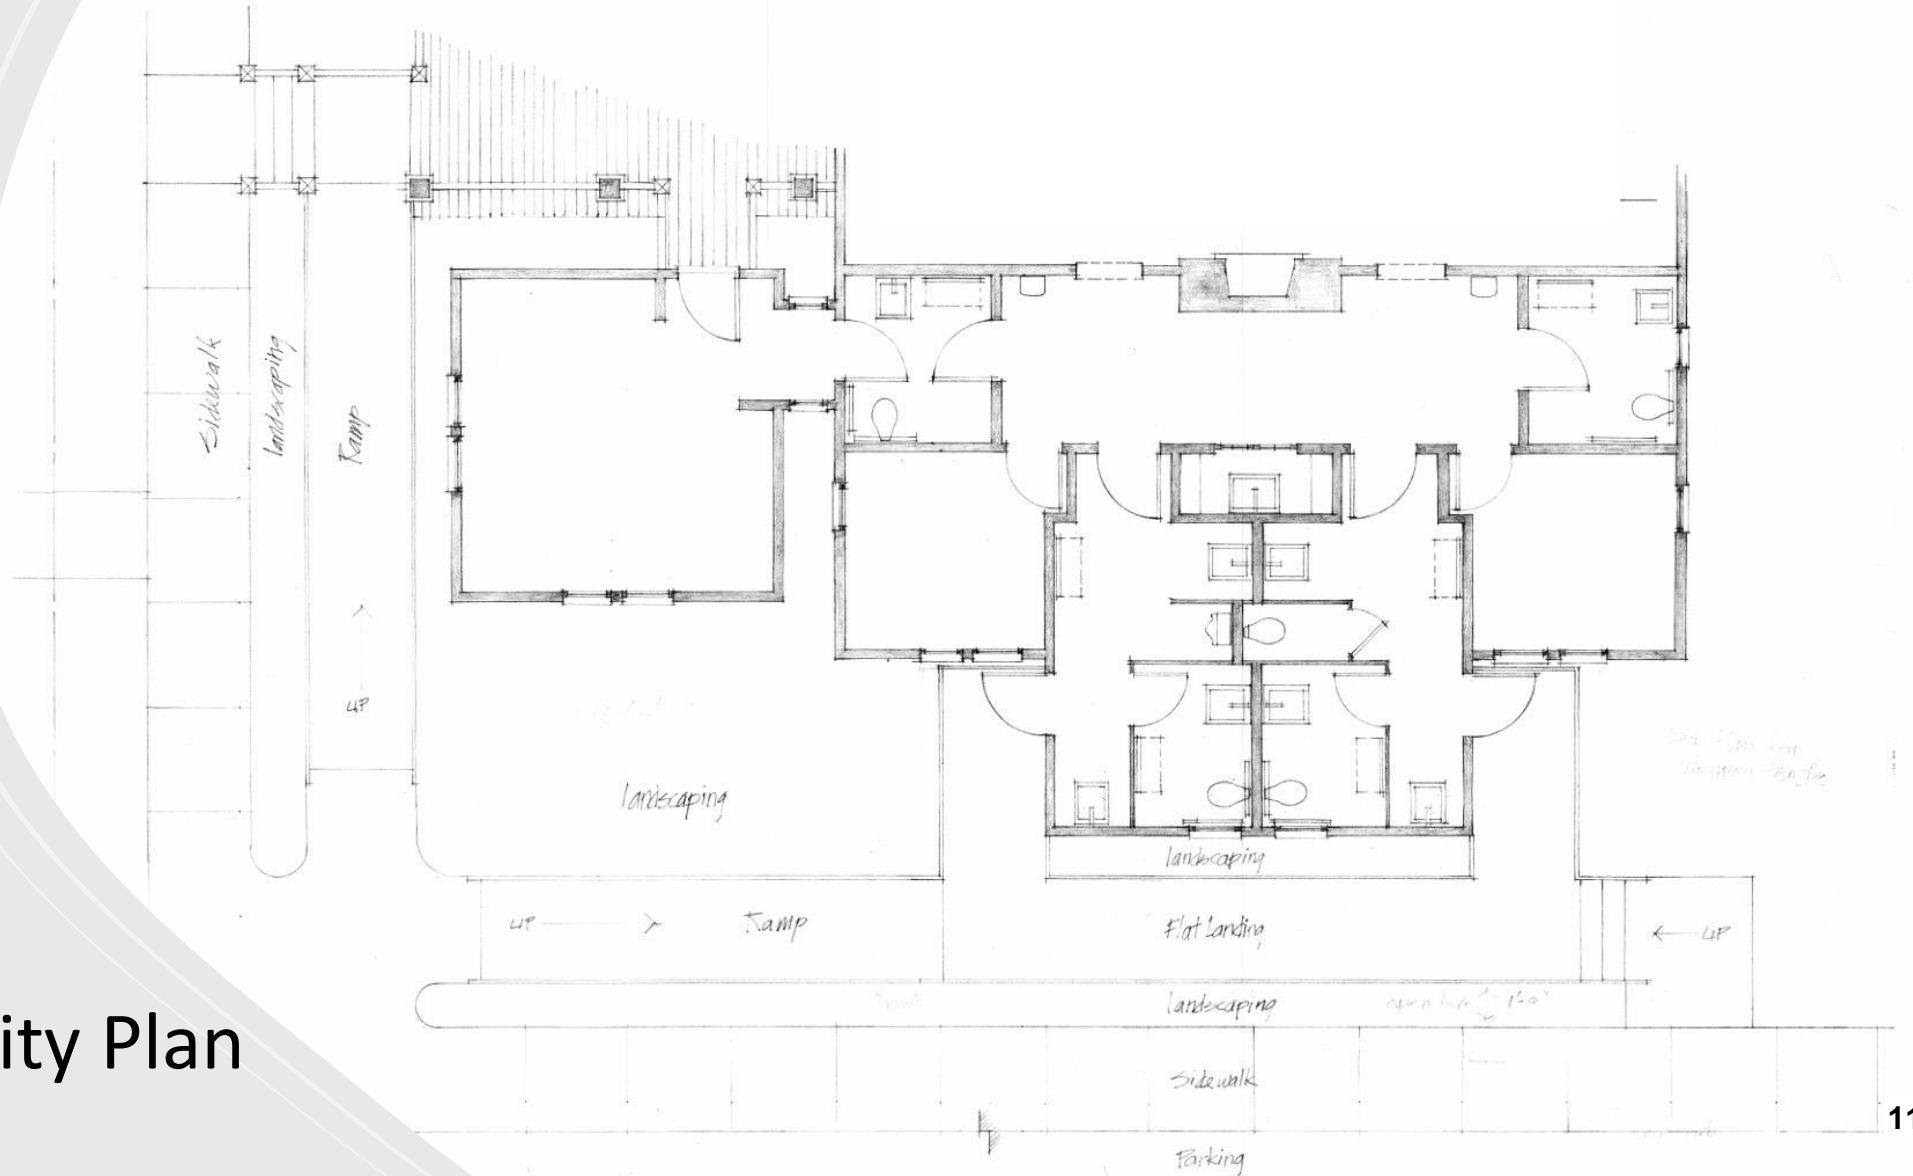 Sidewalk
landscaping
Ramp
UP
landscaping
landscaping
UP
Ramp
Flat Landing
UP
landscaping
Sidewalk
Parking
ity Plan
11